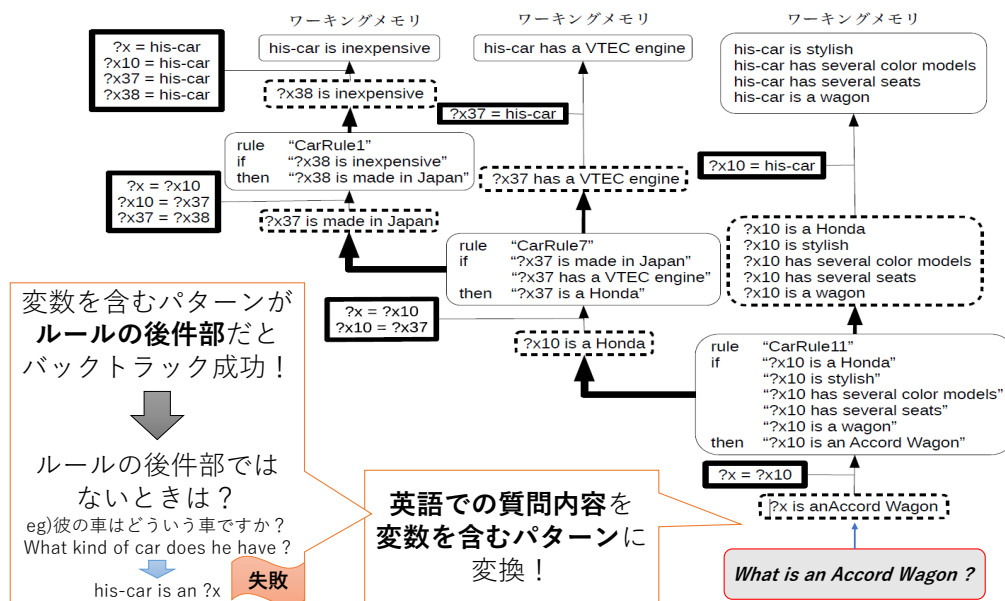 ワーキングメモリ
ワーキングメモリ
ワーキングメモリ
?x = his-car
?x10 = his-car
?x37 = his-car
?x38 = his-car
his-car is inexpensive
?x38 is inexpensive
rule “CarRule1”
if “?x38 is inexpensive”
then “?x38 is made in Japan”
?x = ?x10
?x10 = ?x37
?x37 = ?x38
?x37 is made in Japan
his-car has a VTEC engine
?x37 = his-car
?x37 has a VTEC engine
rule “CarRule7”
if “?x37 is made in Japan”
“?x37 has a VTEC engine”
then “?x37 is a Honda”
?x = ?x10
?x10 = ?x37
?x10 is a Honda
his-car is stylish
his-car has several color models
his-car has several seats
his-car is a wagon
?x10 = his-car
?x10 is a Honda
?x10 is stylish
?x10 has several color models
?x10 has several seats
?x10 is a wagon
rule “CarRule11”
if “?x10 is a Honda”
“?x10 is stylish”
“?x10 has several color models”
“?x10 has several seats”
“?x10 is a wagon”
then “?x10 is an Accord Wagon”
?x = ?x10
?x is anAccord Wagon
What is an Accord Wagon ?
変数を含むパターンが
ルールの後件部だと
バックトラック成功！
ルールの後件部では
ないときは？
eg)彼の車はどういう車ですか？
What kind of car does he have ?
his-car is an ?x
失敗
英語での質問内容を
変数を含むパターンに
変換！